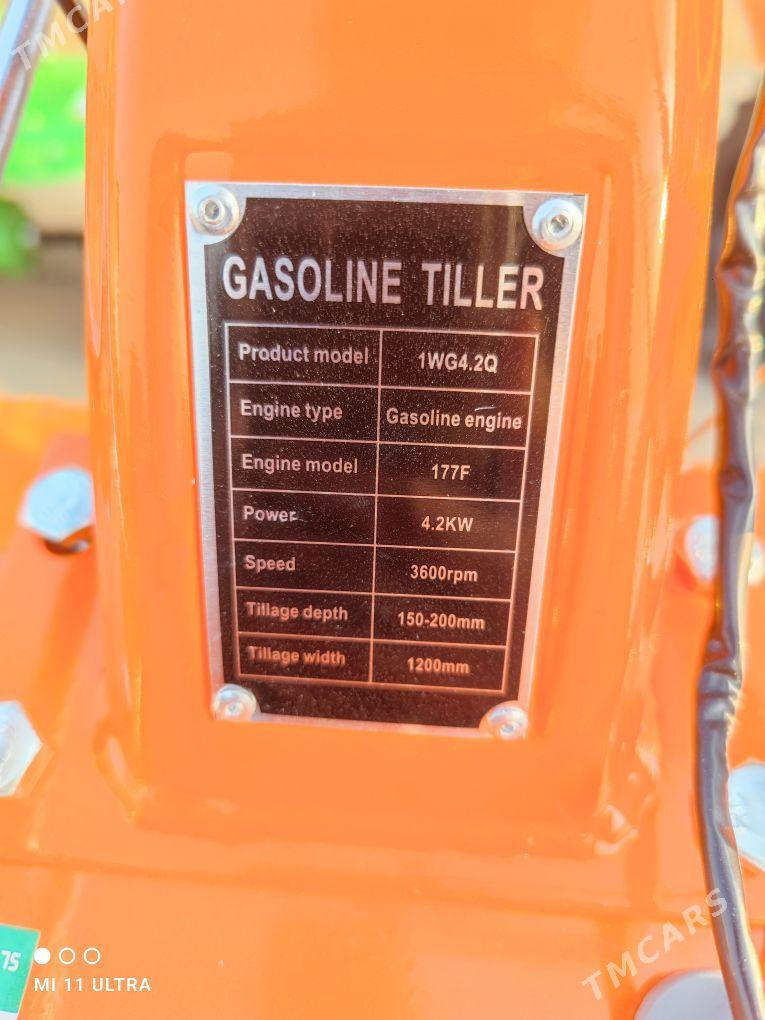 TMCARS
GASOLINE TILLER
Product model 1WG4.2Q
Engine type Gasoline engine
Engine model 177F
Power 4.2KW
Speed 3600rpm
Tillage depth 150-200mm
Tillage width 1200mm
TMCARS
75
MI 11 ULTRA